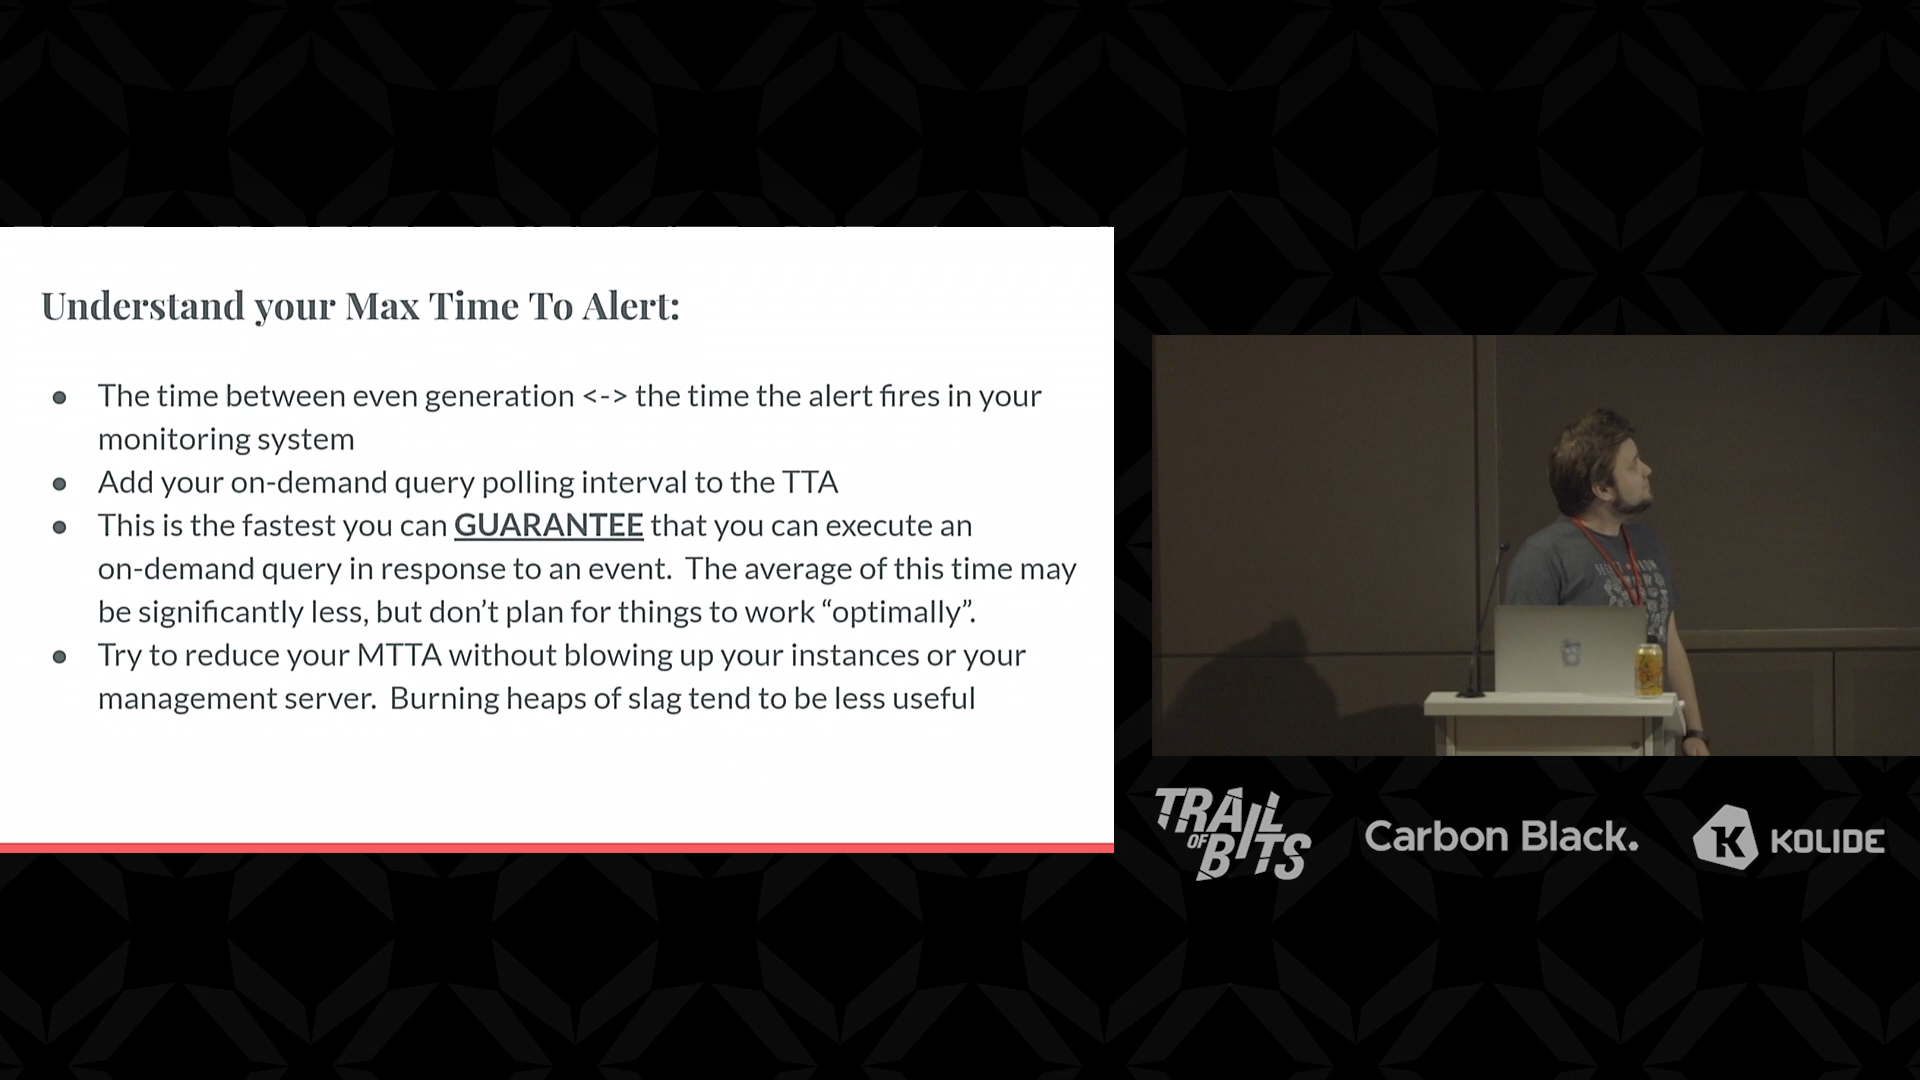 Understand your Max Time To Alert:
● The time between even generation <-> the time the alert fires in your
monitoring system
● Add your on-demand query polling interval to the TTA
● This is the fastest you can GUARANTEE that you can execute an
on-demand query in response to an event.  The average of this time may
be significantly less, but don’t plan for things to work “optimally”.
● Try to reduce your MTTA without blowing up your instances or your
management server.  Burning heaps of slag tend to be less useful
TRAIL
OF
BITS
Carbon Black.
K KOLIDE